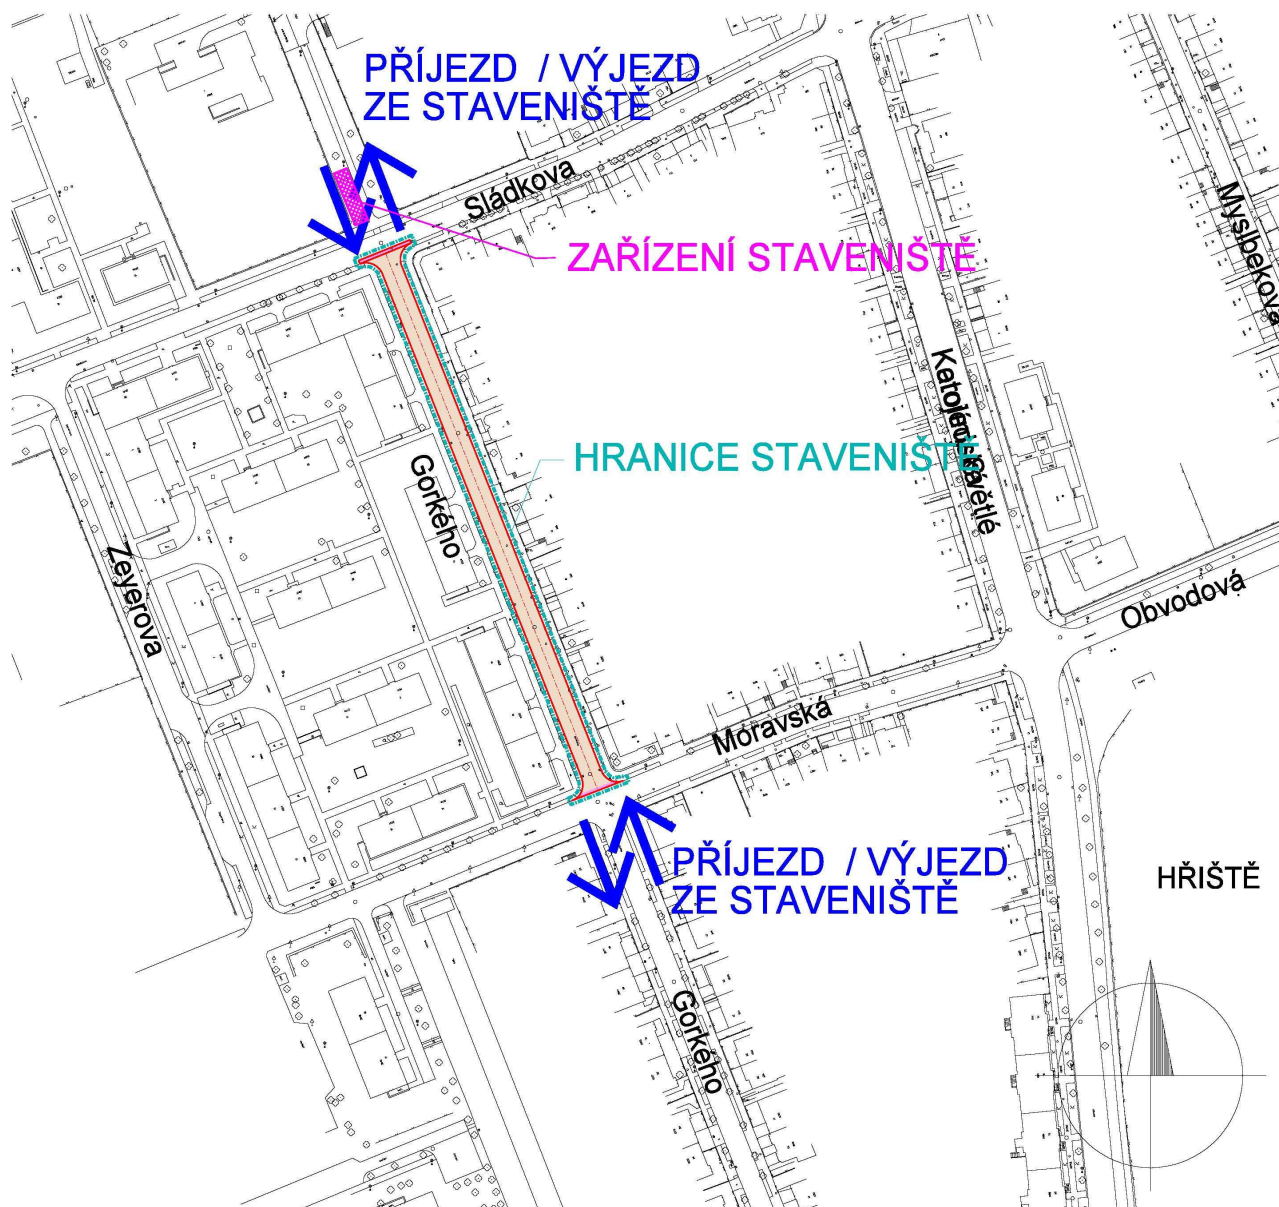 PŘÍJEZD / VÝJEZD
ZE STAVENIŠTĚ
Sládkova
Myslbekova
ZAŘÍZENÍ STAVENIŠTĚ
HRANICE STAVENIŠTĚ
Gorkého
Zeyerova
Obvodová
Moravská
PŘÍJEZD / VÝJEZD
ZE STAVENIŠTĚ
HŘIŠTĚ
Gorkého